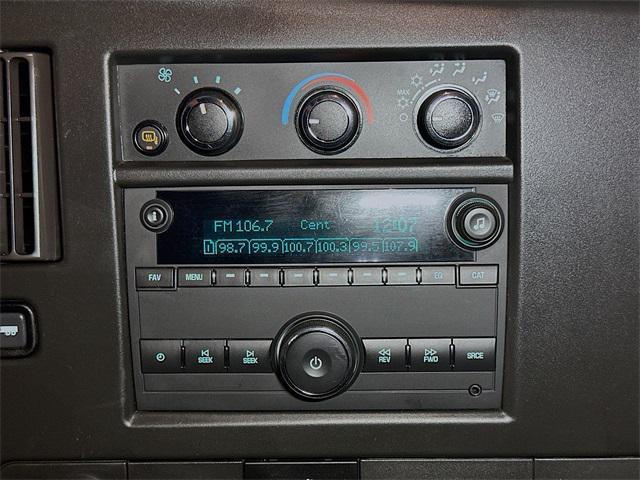 MAX
FM 106.7 Cent 12:07
1 98.7 99.9 100.7 100.3 99.5 107.9
FAV MENU EQ CAT
SEEK SEEK REV FWD SRCE